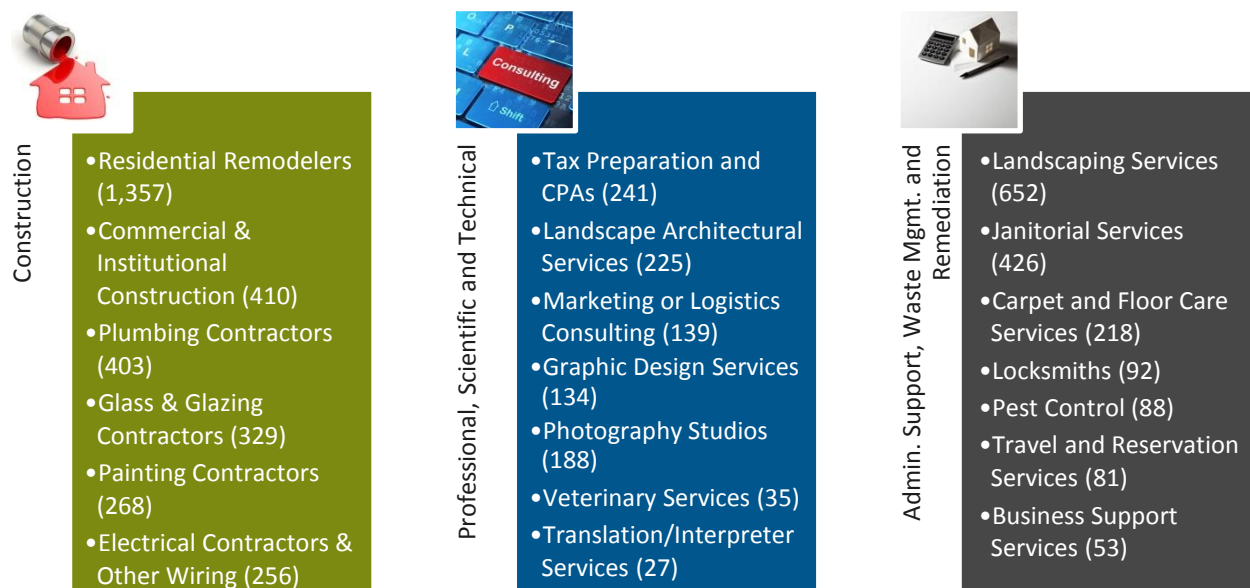 Construction
•Residential Remodelers
(1,357)
•Commercial &
Institutional
Construction (410)
•Plumbing Contractors
(403)
•Glass & Glazing
Contractors (329)
•Painting Contractors
(268)
•Electrical Contractors &
Other Wiring (256)
O
P
L
Consulting
⇧ Shift
Professional, Scientific and Technical
•Tax Preparation and
CPAs (241)
•Landscape Architectural
Services (225)
•Marketing or Logistics
Consulting (139)
•Graphic Design Services
(134)
•Photography Studios
(188)
•Veterinary Services (35)
•Translation/Interpreter
Services (27)
Admin. Support, Waste Mgmt. and
Remediation
•Landscaping Services
(652)
•Janitorial Services
(426)
•Carpet and Floor Care
Services (218)
•Locksmiths (92)
•Pest Control (88)
•Travel and Reservation
Services (81)
•Business Support
Services (53)